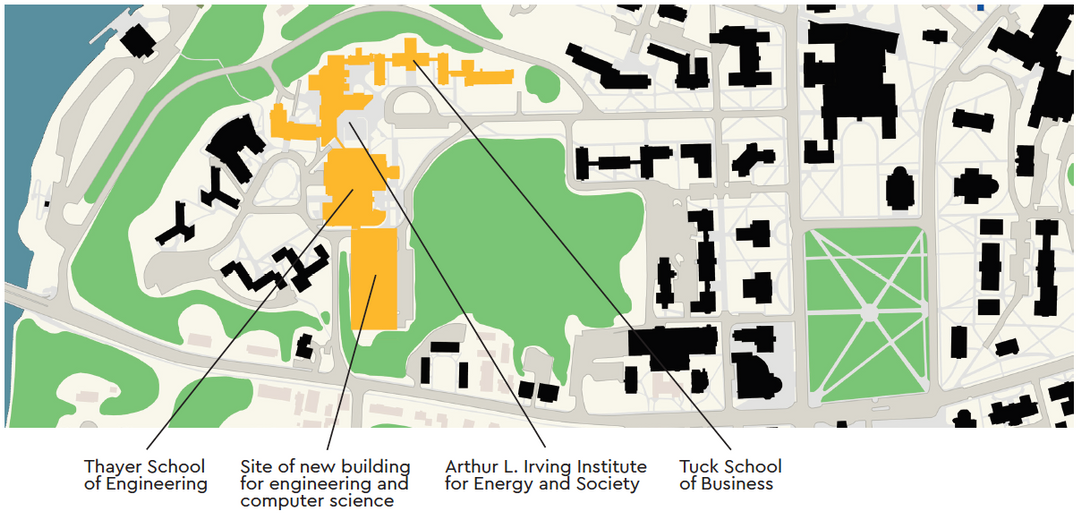 Thayer School
of Engineering
Site of new building
for engineering and
computer science
Arthur L. Irving Institute
for Energy and Society
Tuck School
of Business